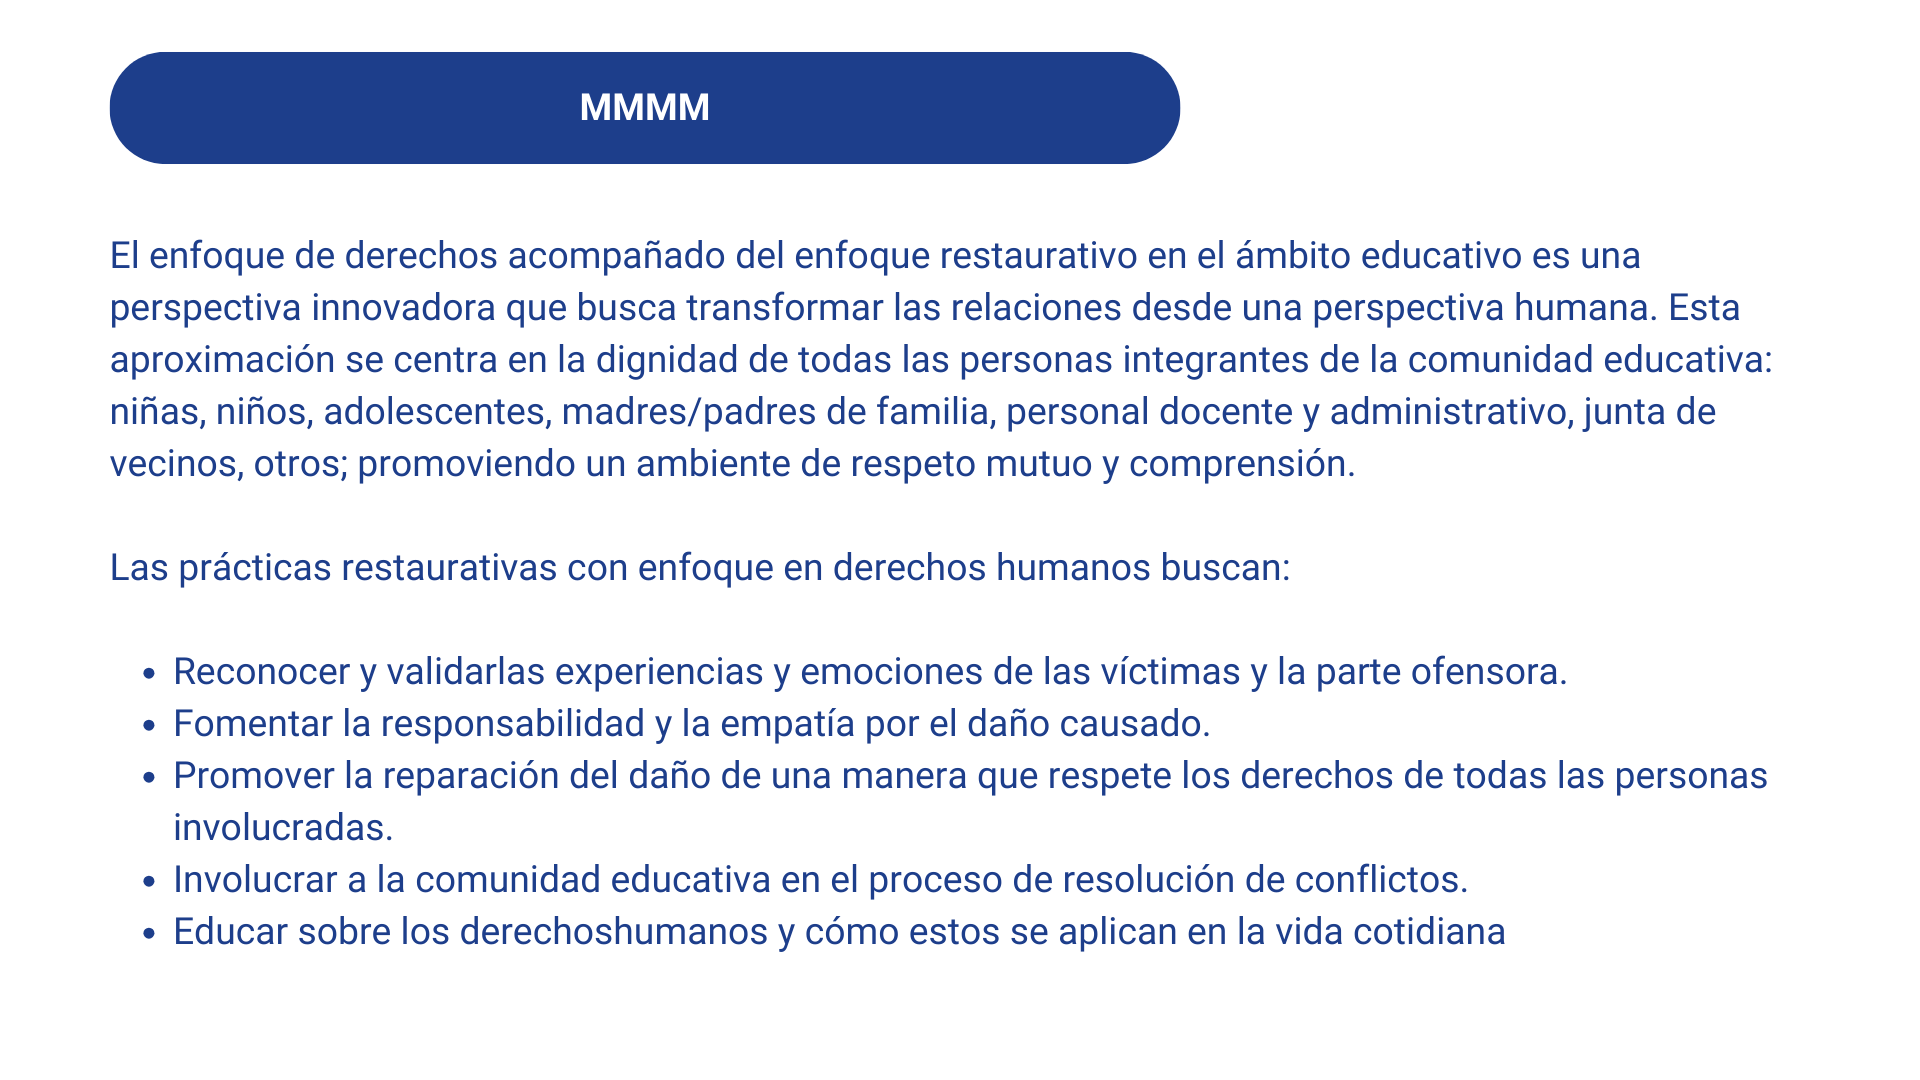 MMMM
El enfoque de derechos acompañado del enfoque restaurativo en el ámbito educativo es una
perspectiva innovadora que busca transformar las relaciones desde una perspectiva humana. Esta
aproximación se centra en la dignidad de todas las personas integrantes de la comunidad educativa:
niñas, niños, adolescentes, madres/padres de familia, personal docente y administrativo, junta de
vecinos, otros; promoviendo un ambiente de respeto mutuo y comprensión.
Las prácticas restaurativas con enfoque en derechos humanos buscan:
• Reconocer y validarlas experiencias y emociones de las víctimas y la parte ofensora.
• Fomentar la responsabilidad y la empatía por el daño causado.
• Promover la reparación del daño de una manera que respete los derechos de todas las personas
involucradas.
• Involucrar a la comunidad educativa en el proceso de resolución de conflictos.
• Educar sobre los derechoshumanos y cómo estos se aplican en la vida cotidiana